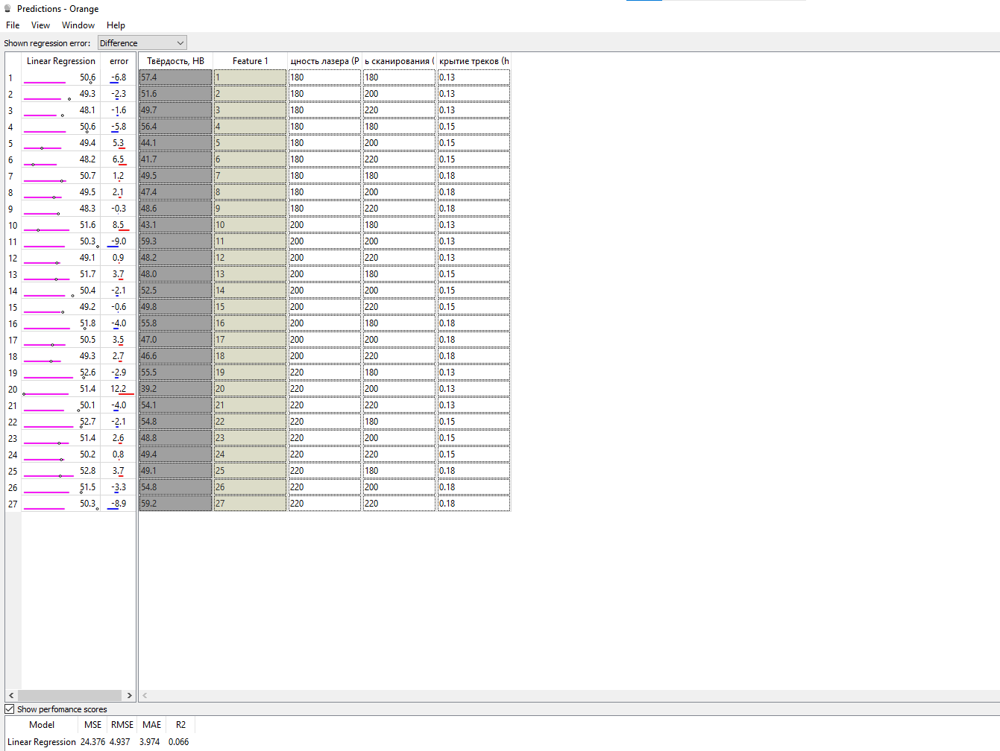 Predictions - Orange
File View Window Help
Shown regression error: Difference
Linear Regression error Твёрдость, HB Feature 1 цность лазера (P ь сканирования ( крытие треков (h
1 50.6 -6.8 57.4 1 180 180 0.13
2 49.3 -2.3 51.6 2 180 200 0.13
3 48.1 -1.6 49.7 3 180 220 0.13
4 50.6 -5.8 56.4 4 180 180 0.15
5 49.4 5.3 44.1 5 180 200 0.15
6 48.2 6.5 41.7 6 180 220 0.15
7 50.7 1.2 49.5 7 180 180 0.18
8 49.5 2.1 47.4 8 180 200 0.18
9 48.3 -0.3 48.6 9 180 220 0.18
10 51.6 8.5 43.1 10 200 180 0.13
11 50.3 -9.0 59.3 11 200 200 0.13
12 49.1 0.9 48.2 12 200 220 0.13
13 51.7 3.7 48.0 13 200 180 0.15
14 50.4 -2.1 52.5 14 200 200 0.15
15 49.2 -0.6 49.8 15 200 220 0.15
16 51.8 -4.0 55.8 16 200 180 0.18
17 50.5 3.5 47.0 17 200 200 0.18
18 49.3 2.7 46.6 18 200 220 0.18
19 52.6 -2.9 55.5 19 220 180 0.13
20 51.4 12.2 39.2 20 220 200 0.13
21 50.1 -4.0 54.1 21 220 220 0.13
22 52.7 -2.1 54.8 22 220 180 0.15
23 51.4 2.6 48.8 23 220 200 0.15
24 50.2 0.8 49.4 24 220 220 0.15
25 52.8 3.7 49.1 25 220 180 0.18
26 51.5 -3.3 54.8 26 220 200 0.18
27 50.3 -8.9 59.2 27 220 220 0.18
Show perfomance scores
Model MSE RMSE MAE R2
Linear Regression 24.376 4.937 3.974 0.066